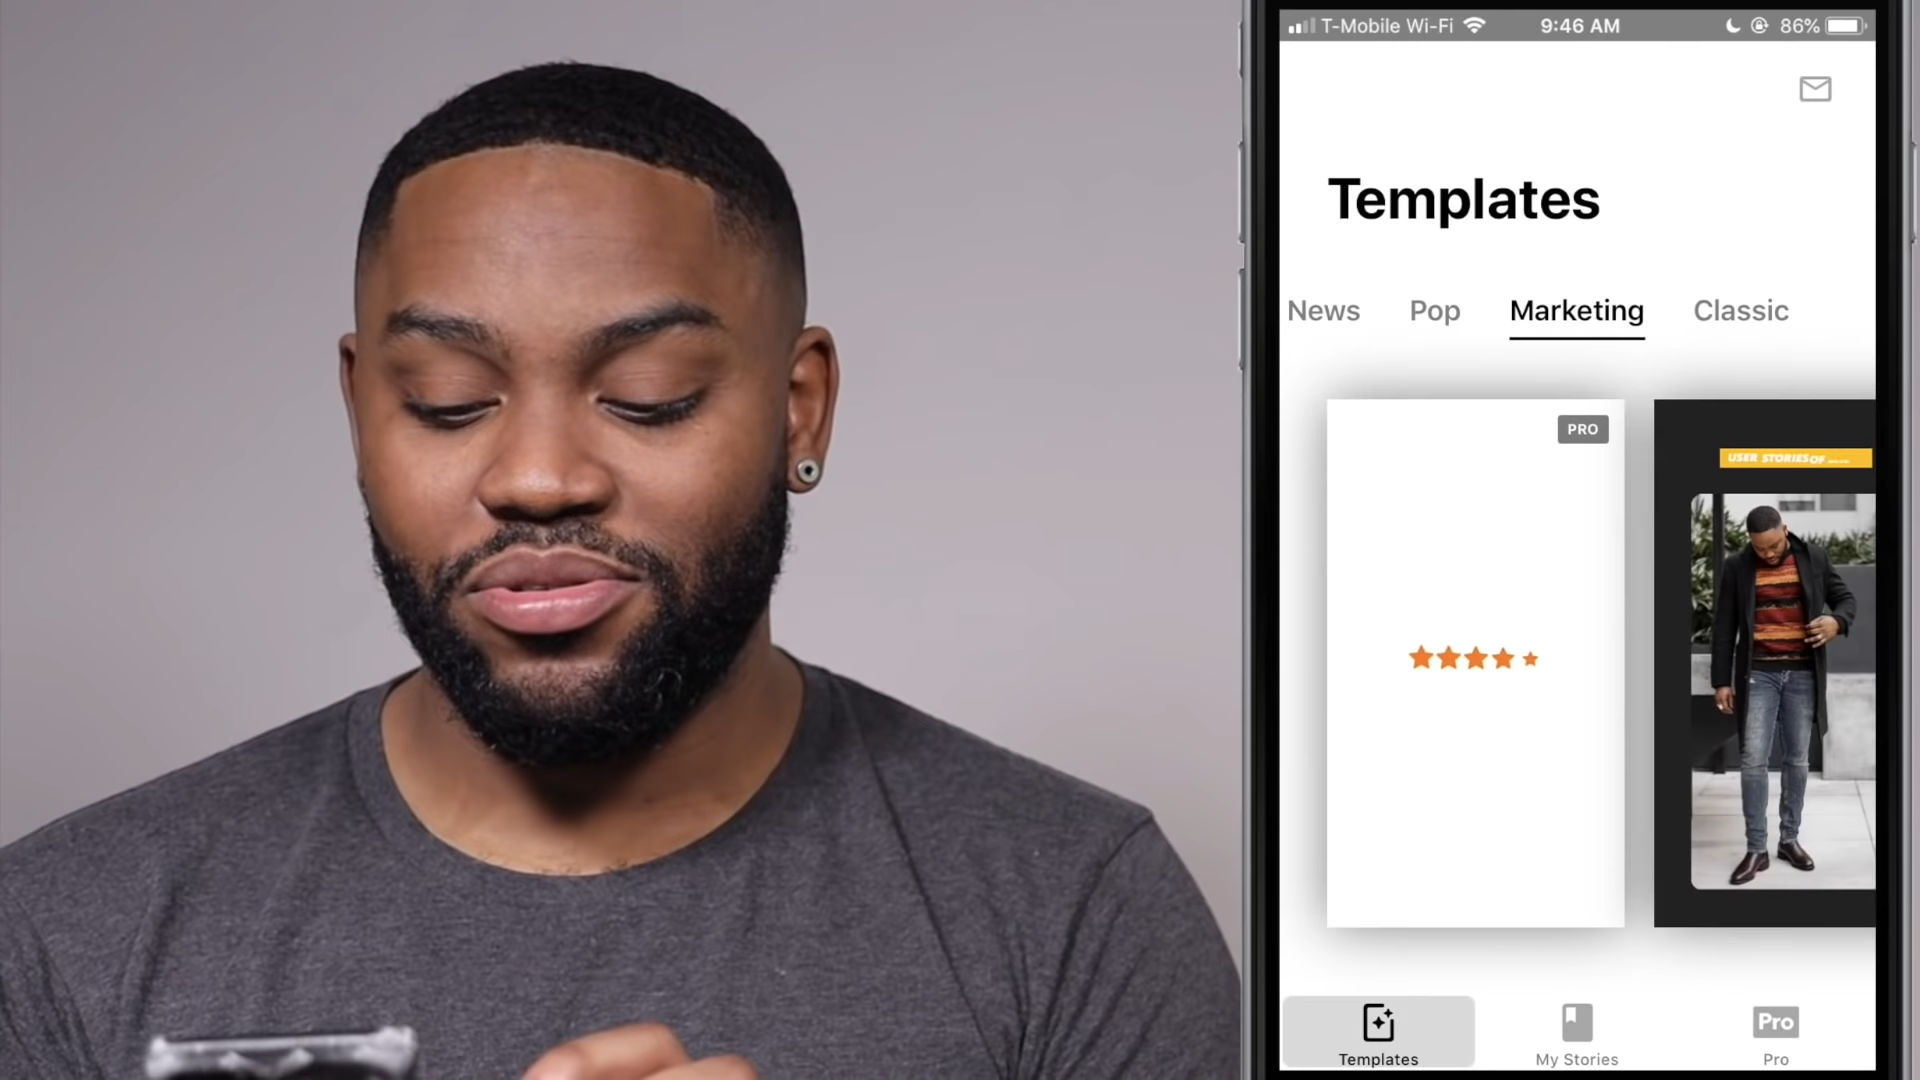 T-Mobile Wi-Fi 9:46 AM 86%
Templates
News Pop Marketing Classic
PRO
USER STORIES OF
Pro
Templates My Stories Pro